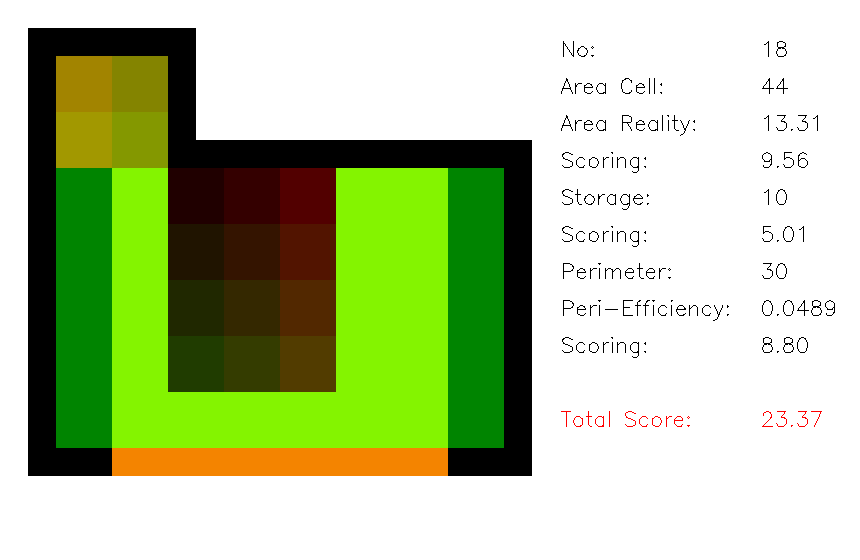 No: 18
Area Cell: 44
Area Reality: 13.31
Scoring: 9.56
Storage: 10
Scoring: 5.01
Perimeter: 30
Peri-Efficiency: 0.0489
Scoring: 8.80
Total Score: 23.37